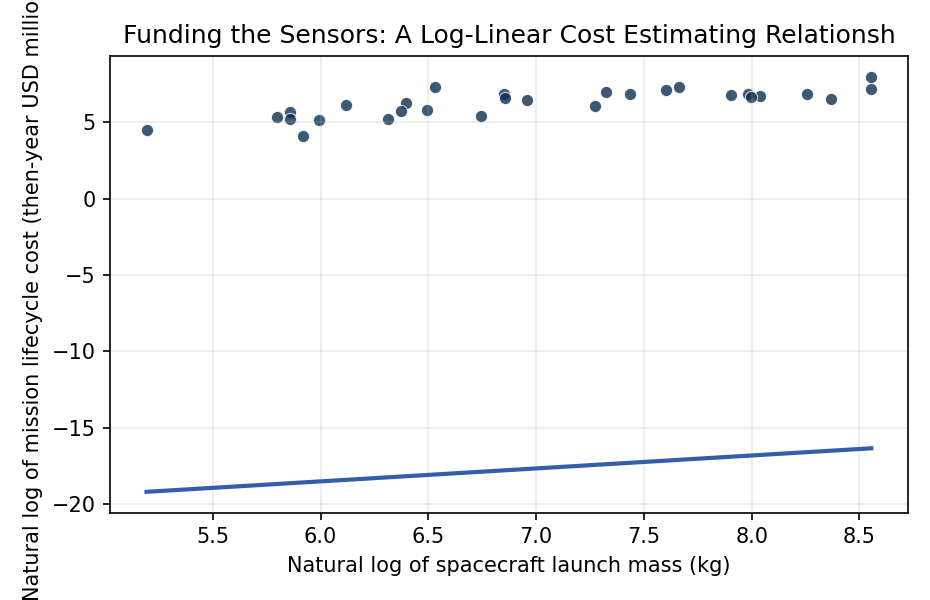 Funding the Sensors: A Log-Linear Cost Estimating Relationsh
Natural log of mission lifecycle cost (then-year USD millio
5
0
−5
−10
−15
−20
5.5 6.0 6.5 7.0 7.5 8.0 8.5
Natural log of spacecraft launch mass (kg)